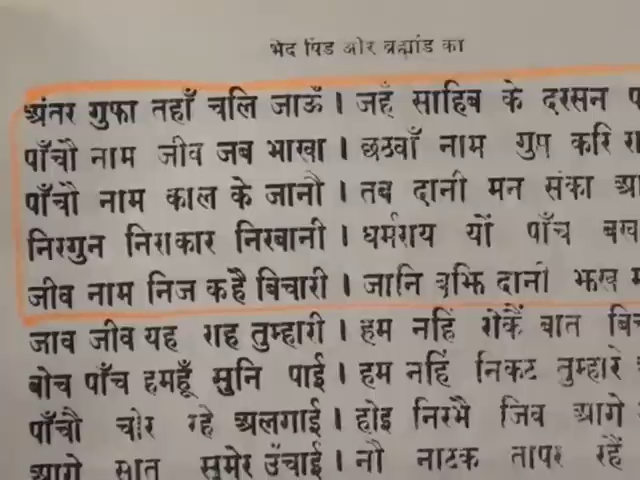 भेद पिंड और ब्रह्मांड का
अंतर गुफा तहाँ चलि जाऊँ । जहँ साहिब के दरसन
पाँचौ नाम जीव जब भाखा । छठवाँ नाम गुप्त करि
पाँचौ नाम काल के जानौ । तब दानी मन संका
निरगुन निराकार निरबानी । धर्मराय यों पाँच
जीव नाम निज कहै बिचारी । जानि बूझि दानी झख
जाव जीव यह राह तुम्हारी । हम नहिं रोकैं बात
बोच पाँच हमहूँ सुनि पाई । हम नहिं निकट तुम्हारे
पाँचौ चोर रहे अलगाई । होइ निरभै जिव आगे
आगे सात सुमेर उँचाई । नौ नाटक तापर रहैं